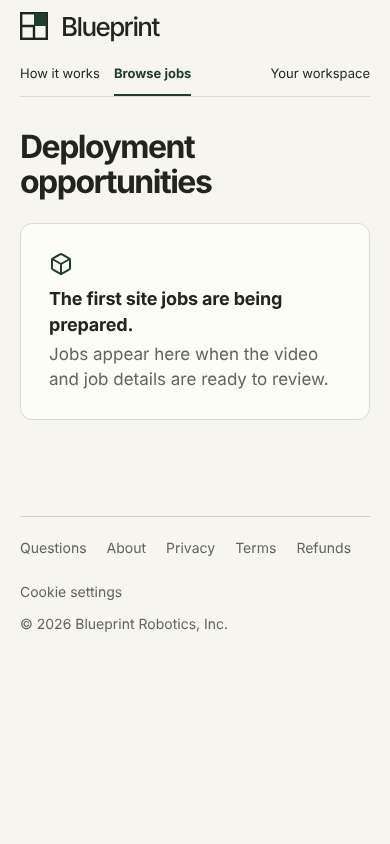 Blueprint
How it works Browse jobs Your workspace
Deployment
opportunities
The first site jobs are being
prepared.
Jobs appear here when the video
and job details are ready to review.
Questions About Privacy Terms Refunds
Cookie settings
© 2026 Blueprint Robotics, Inc.